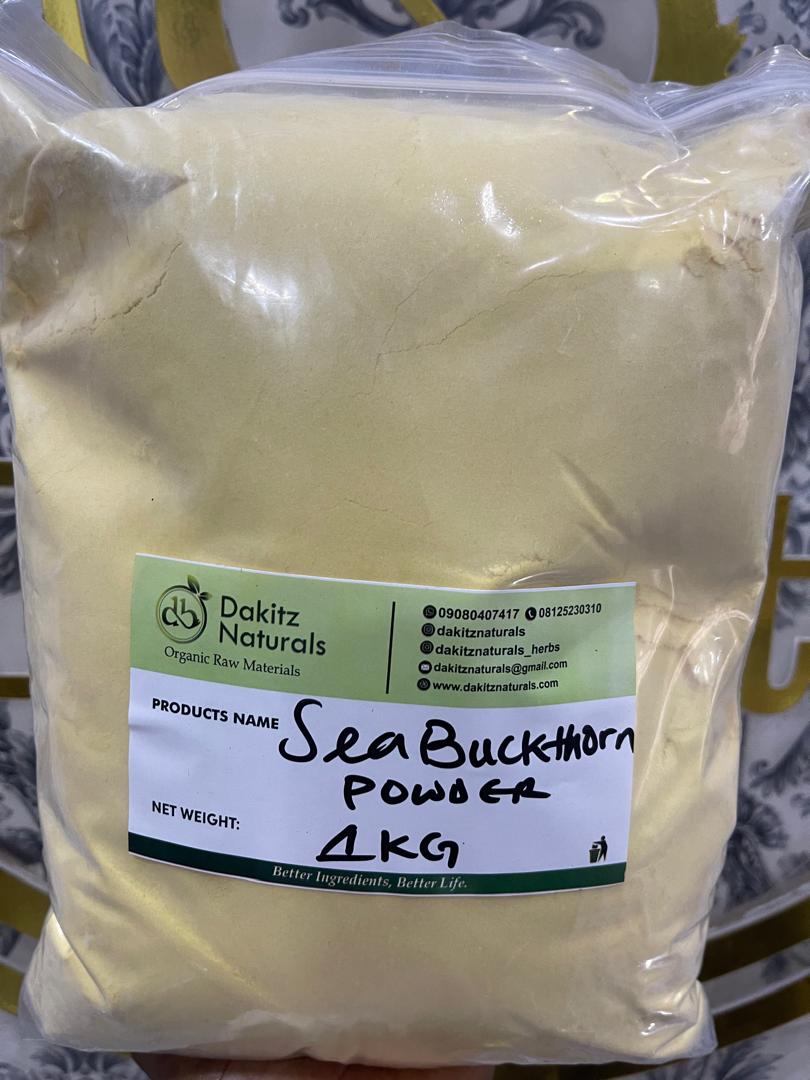 db
Dakitz
Naturals
Organic Raw Materials
09080407417 08125230310
dakitznaturals
dakitznaturals_herbs
dakitznaturals@gmail.com
www.dakitznaturals.com
PRODUCTS NAME Sea Buckthorn
POWDER
NET WEIGHT: 1KG
Better Ingredients, Better Life.